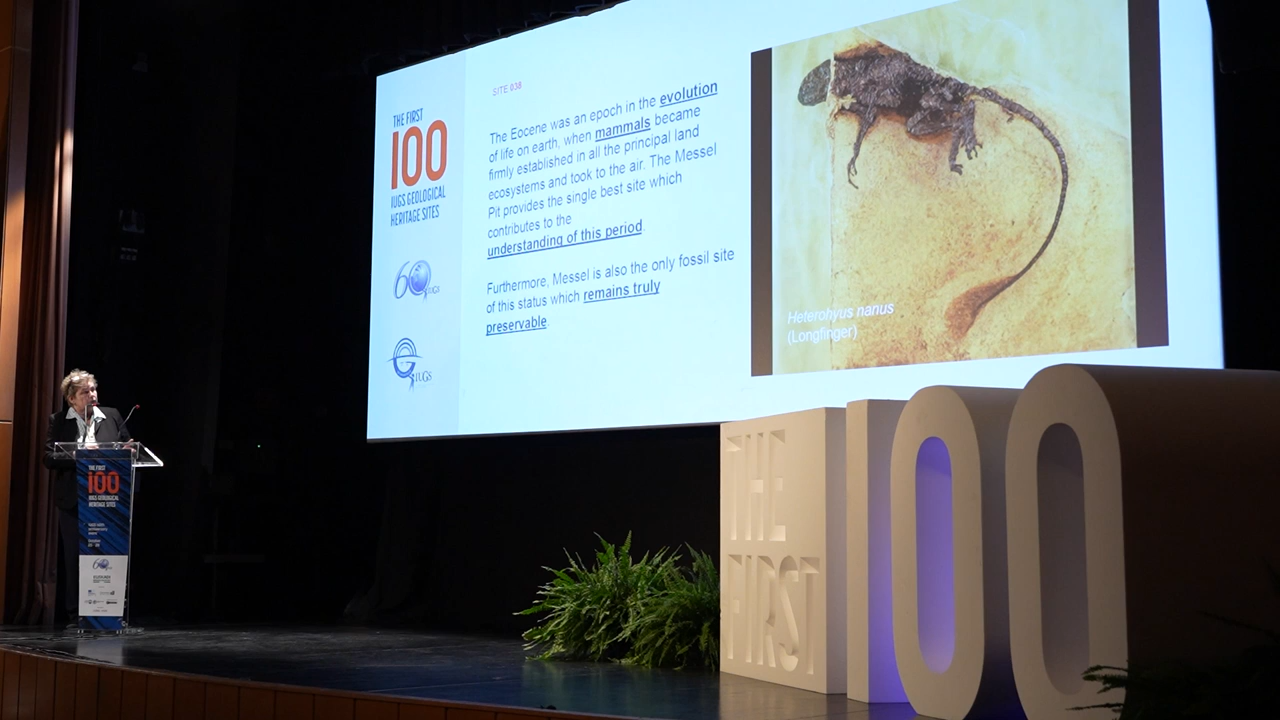 THE FIRST
100
IUGS GEOLOGICAL
HERITAGE SITES
60
IUGS
IUGS
SITE 038
The Eocene was an epoch in the evolution
of life on earth, when mammals became
firmly established in all the principal land
ecosystems and took to the air. The Messel
Pit provides the single best site which
contributes to the
understanding of this period.
Furthermore, Messel is also the only fossil site
of this status which remains truly
preservable.
Heterohyus nanus
(Longfinger)
THE FIRST
100
IUGS GEOLOGICAL
HERITAGE SITES
60
THE
FIRST
100